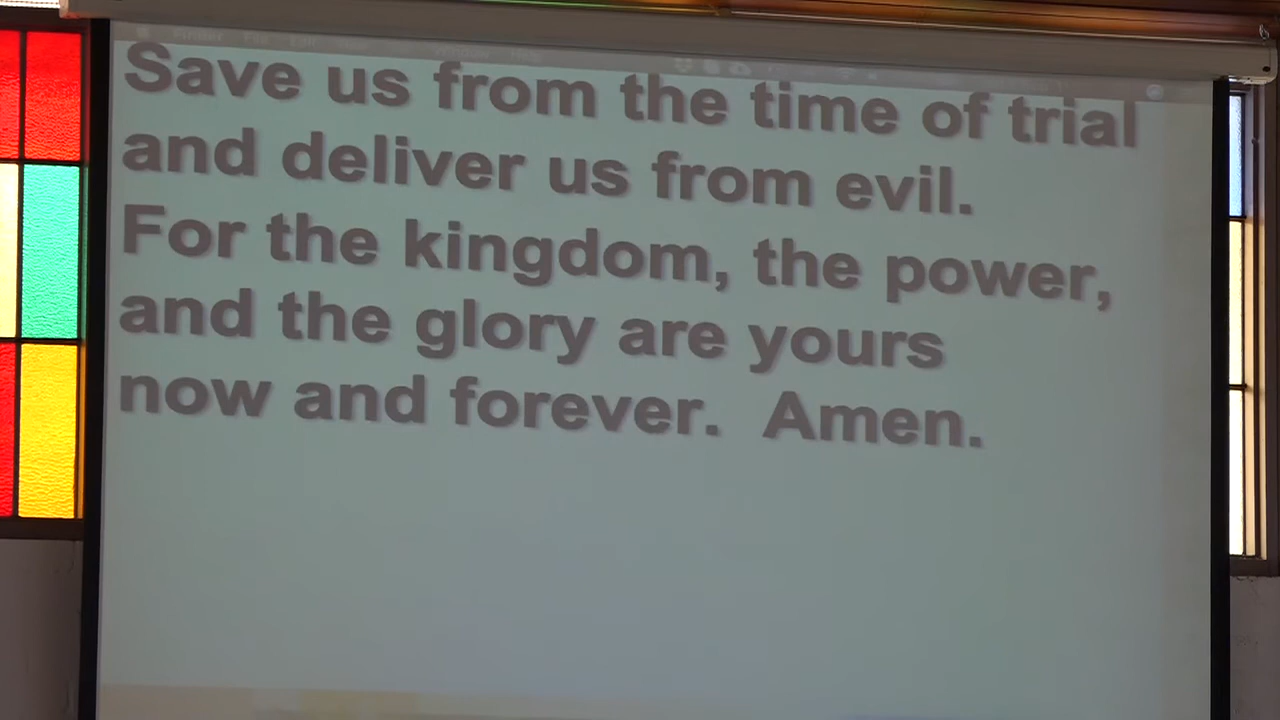 Save us from the time of trial
and deliver us from evil.
For the kingdom, the power,
and the glory are yours
now and forever.  Amen.